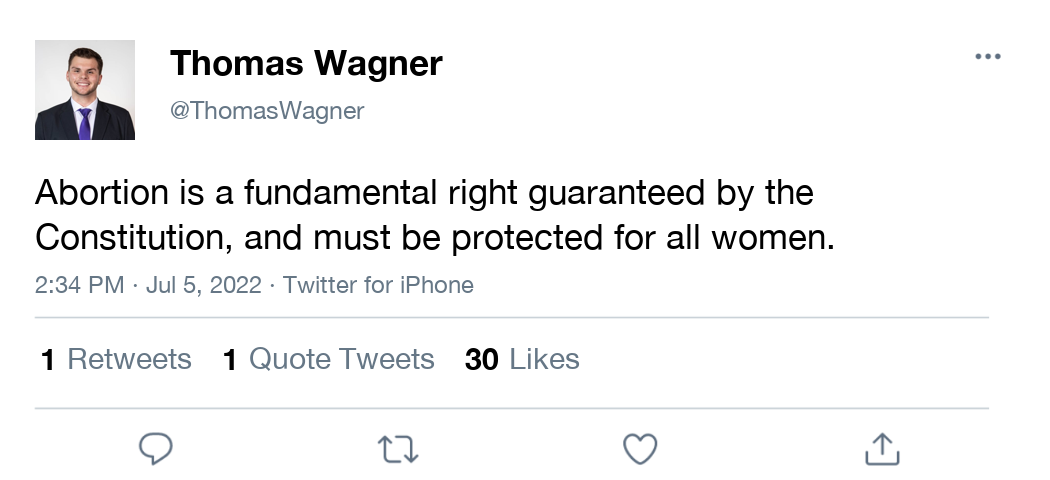 Thomas Wagner
@ThomasWagner
Abortion is a fundamental right guaranteed by the
Constitution, and must be protected for all women.
2:34 PM · Jul 5, 2022 · Twitter for iPhone
1 Retweets 1 Quote Tweets 30 Likes